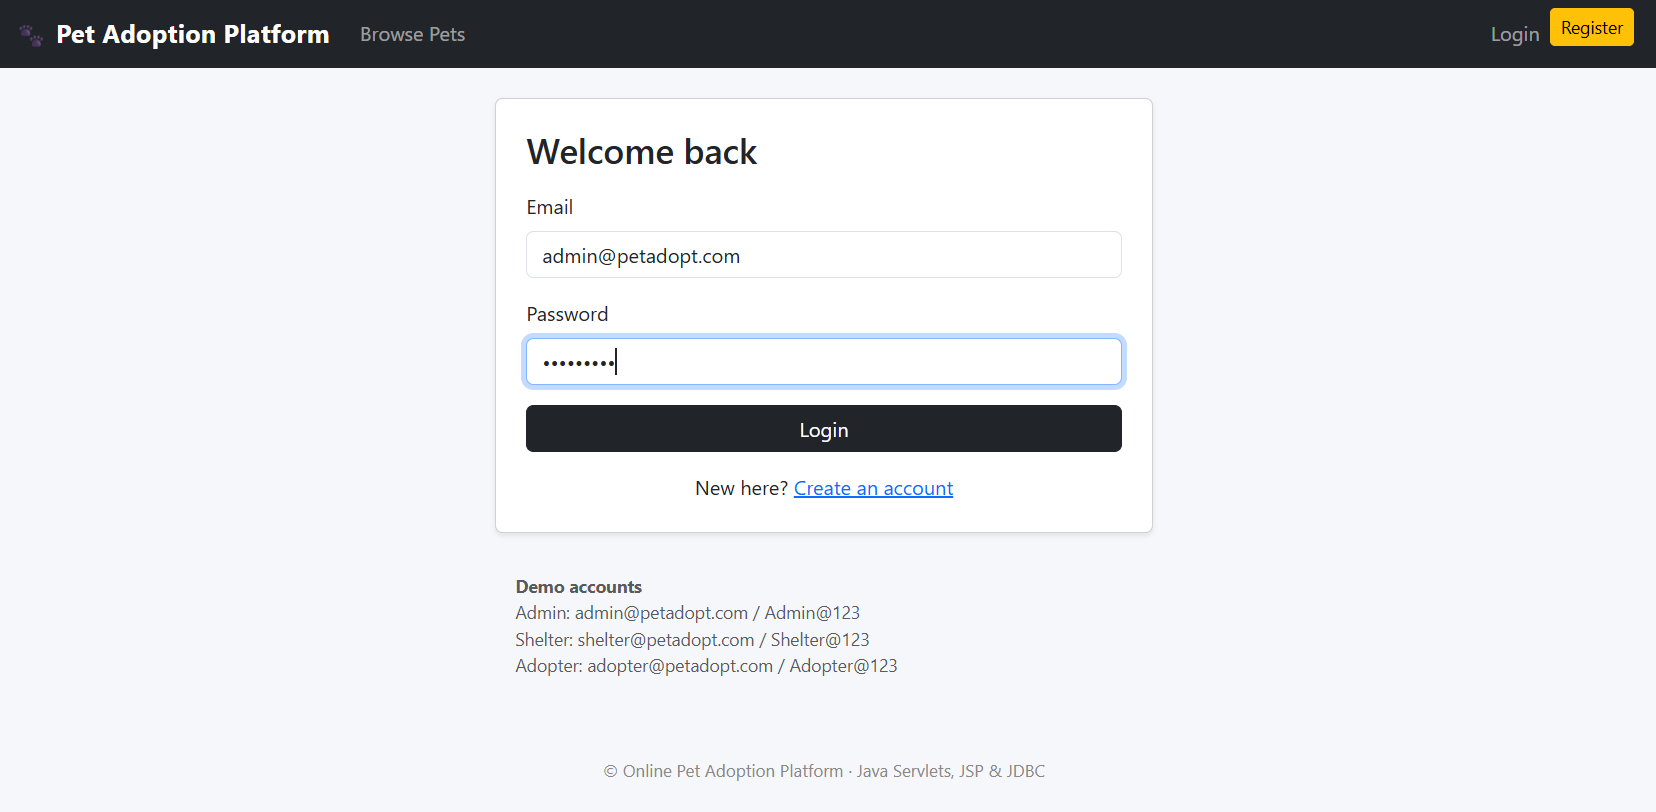 Pet Adoption Platform Browse Pets Login Register
Welcome back
Email
admin@petadopt.com
Password
•••••••••
Login
New here? Create an account
Demo accounts
Admin: admin@petadopt.com / Admin@123
Shelter: shelter@petadopt.com / Shelter@123
Adopter: adopter@petadopt.com / Adopter@123
© Online Pet Adoption Platform · Java Servlets, JSP & JDBC